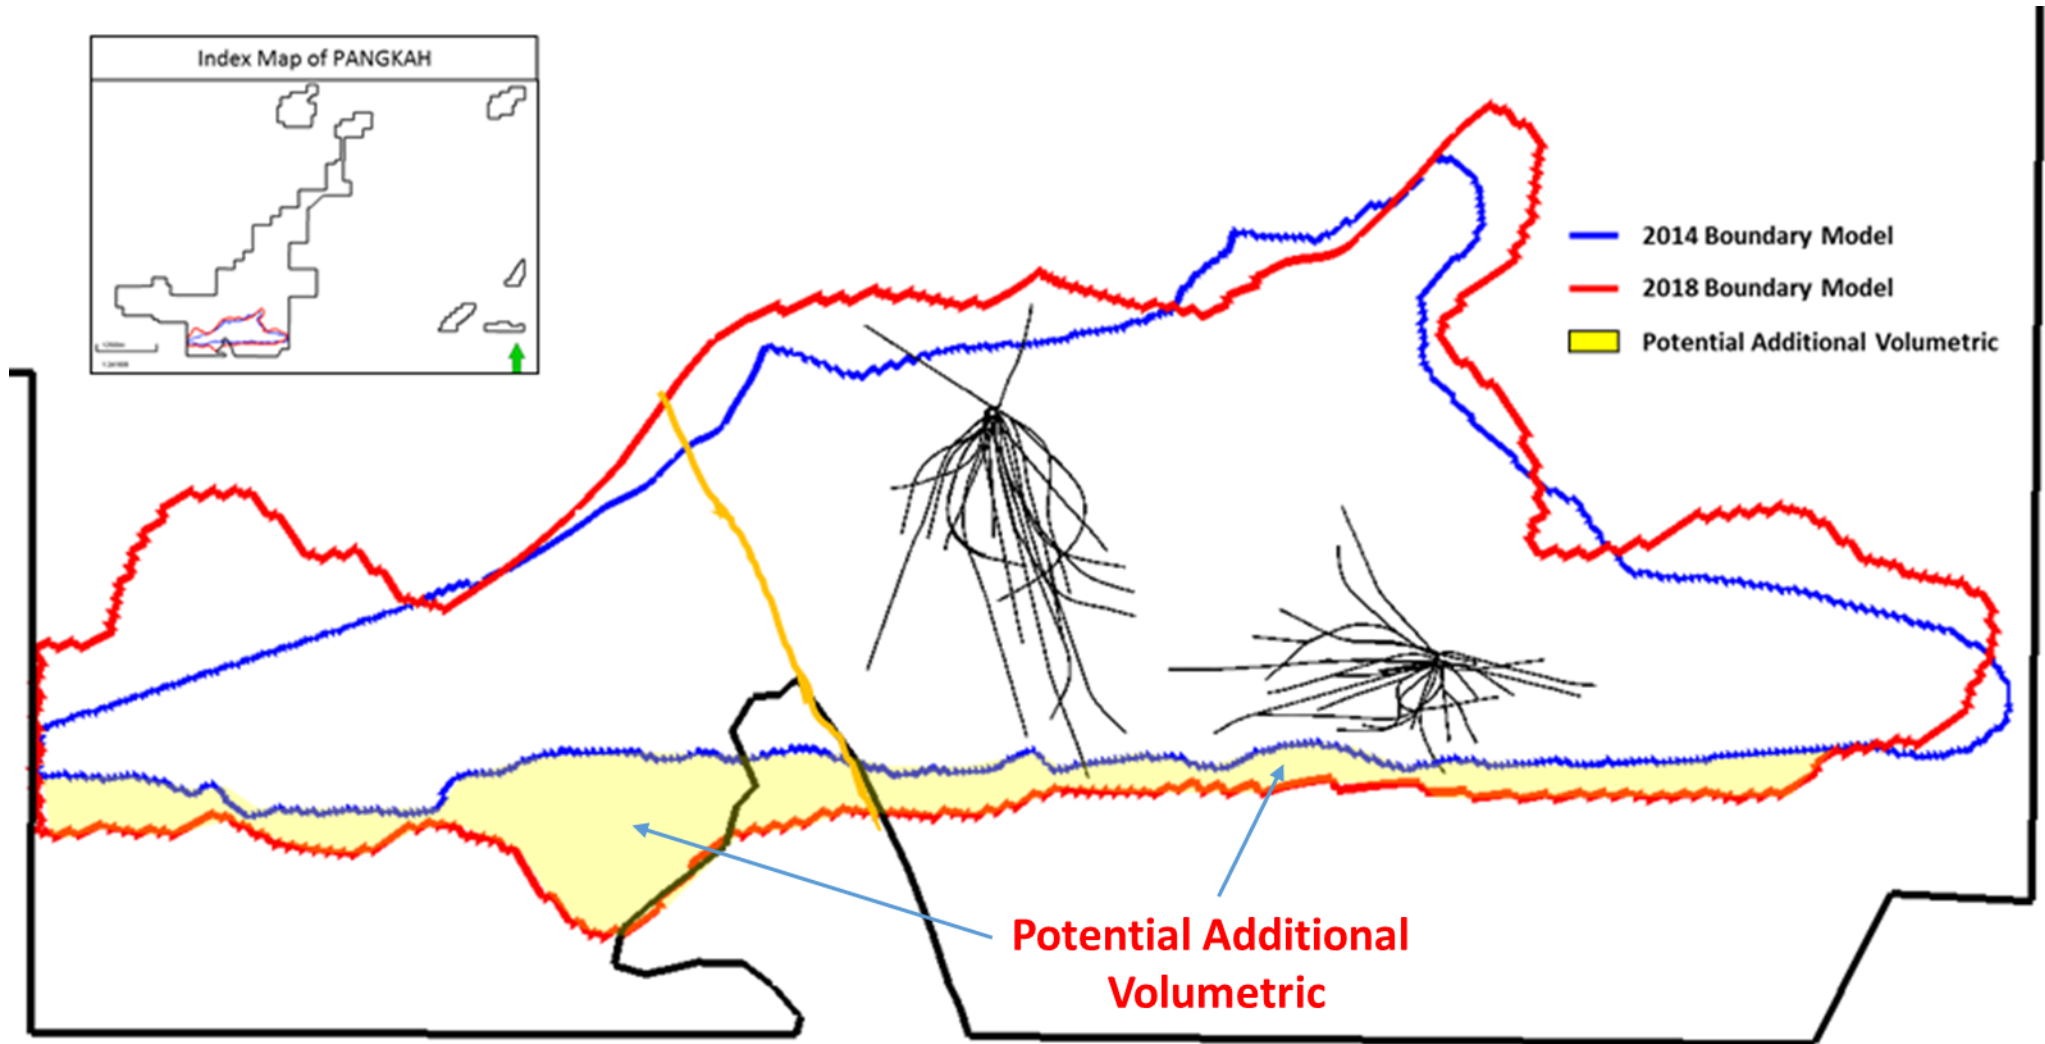 Index Map of PANGKAH
2014 Boundary Model
2018 Boundary Model
Potential Additional Volumetric
Potential Additional
Volumetric